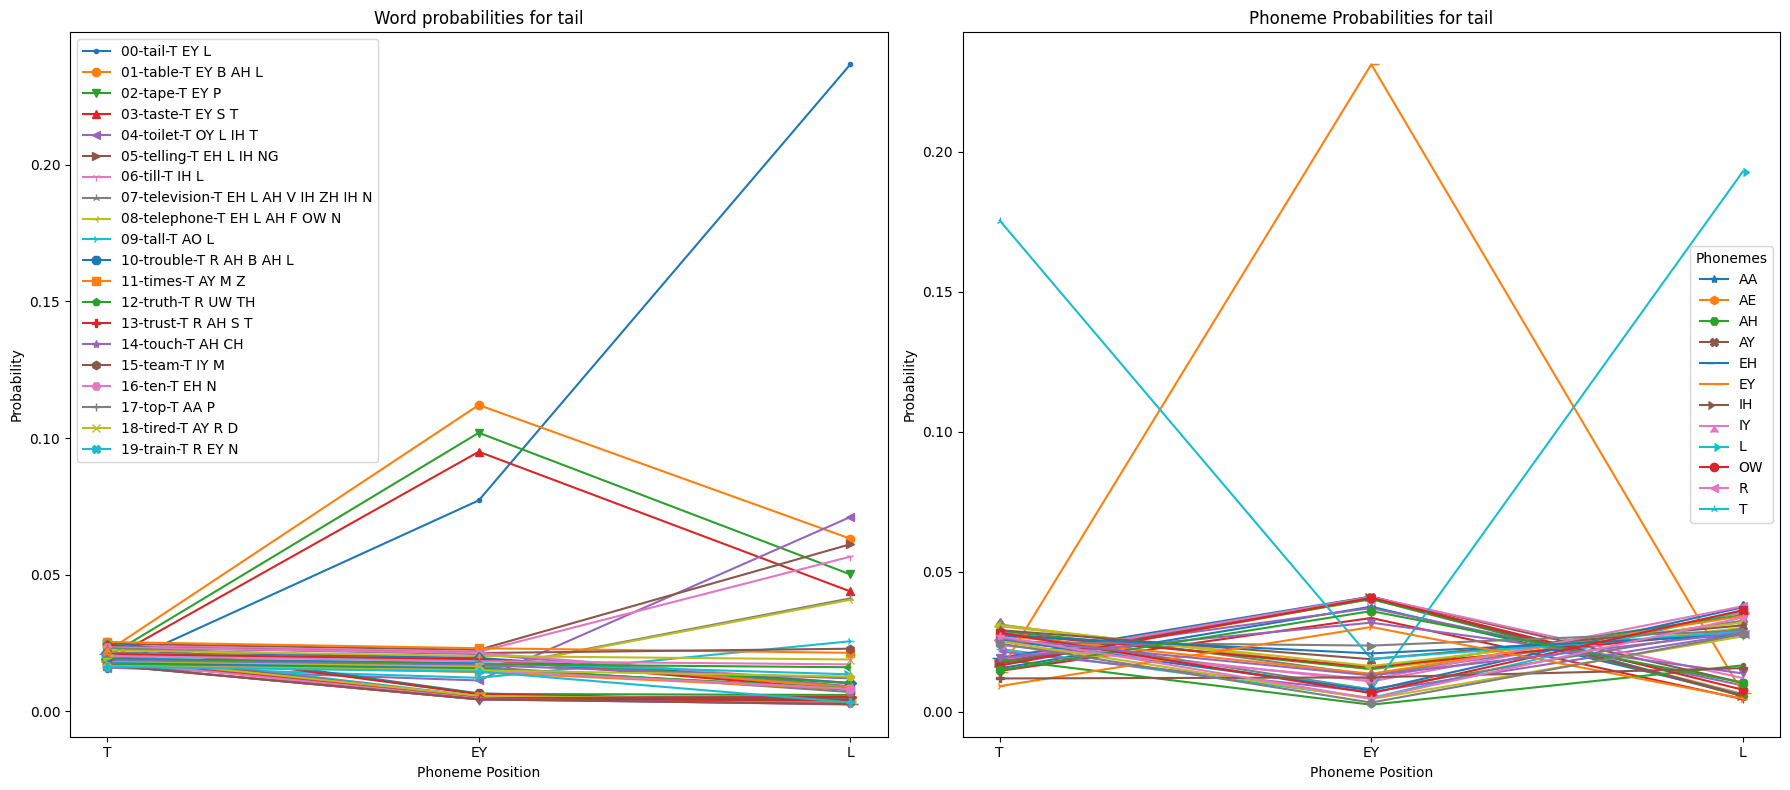 Word probabilities for tail
Probability
0.20
0.15
0.10
0.05
0.00
00-tail-T EY L
01-table-T EY B AH L
02-tape-T EY P
03-taste-T EY S T
04-toilet-T OY L IH T
05-telling-T EH L IH NG
06-till-T IH L
07-television-T EH L AH V IH ZH IH N
08-telephone-T EH L AH F OW N
09-tall-T AO L
10-trouble-T R AH B AH L
11-times-T AY M Z
12-truth-T R UW TH
13-trust-T R AH S T
14-touch-T AH CH
15-team-T IY M
16-ten-T EH N
17-top-T AA P
18-tired-T AY R D
19-train-T R EY N
T EY L
Phoneme Position
Phoneme Probabilities for tail
Probability
0.20
0.15
0.10
0.05
0.00
Phonemes
AA
AE
AH
AY
EH
EY
IH
IY
L
OW
R
T
T EY L
Phoneme Position